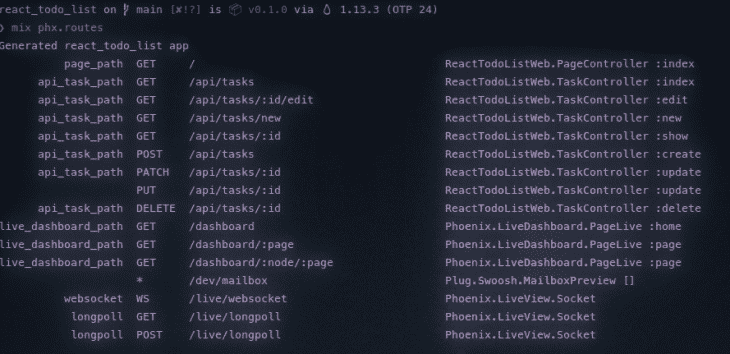 react_todo_list on main [✘!?] is 📦 v0.1.0 via 💧 1.13.3 (OTP 24)
❯ mix phx.routes
Generated react_todo_list app
page_path GET / ReactTodoListWeb.PageController :index
api_task_path GET /api/tasks ReactTodoListWeb.TaskController :index
api_task_path GET /api/tasks/:id/edit ReactTodoListWeb.TaskController :edit
api_task_path GET /api/tasks/new ReactTodoListWeb.TaskController :new
api_task_path GET /api/tasks/:id ReactTodoListWeb.TaskController :show
api_task_path POST /api/tasks ReactTodoListWeb.TaskController :create
api_task_path PATCH /api/tasks/:id ReactTodoListWeb.TaskController :update
PUT /api/tasks/:id ReactTodoListWeb.TaskController :update
api_task_path DELETE /api/tasks/:id ReactTodoListWeb.TaskController :delete
live_dashboard_path GET /dashboard Phoenix.LiveDashboard.PageLive :home
live_dashboard_path GET /dashboard/:page Phoenix.LiveDashboard.PageLive :page
live_dashboard_path GET /dashboard/:node/:page Phoenix.LiveDashboard.PageLive :page
* /dev/mailbox Plug.Swoosh.MailboxPreview []
websocket WS /live/websocket Phoenix.LiveView.Socket
longpoll GET /live/longpoll Phoenix.LiveView.Socket
longpoll POST /live/longpoll Phoenix.LiveView.Socket